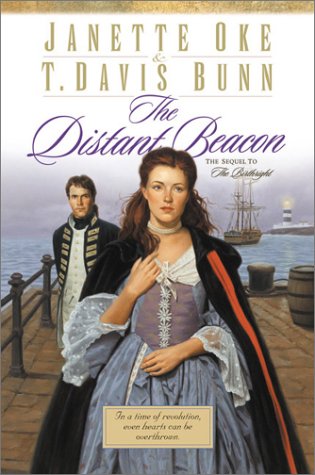 JANETTE OKE
&
T. DAVIS BUNN
The
Distant Beacon
THE SEQUEL TO
The Birthright
In a time of revolution,
even hearts can be
overthrown.